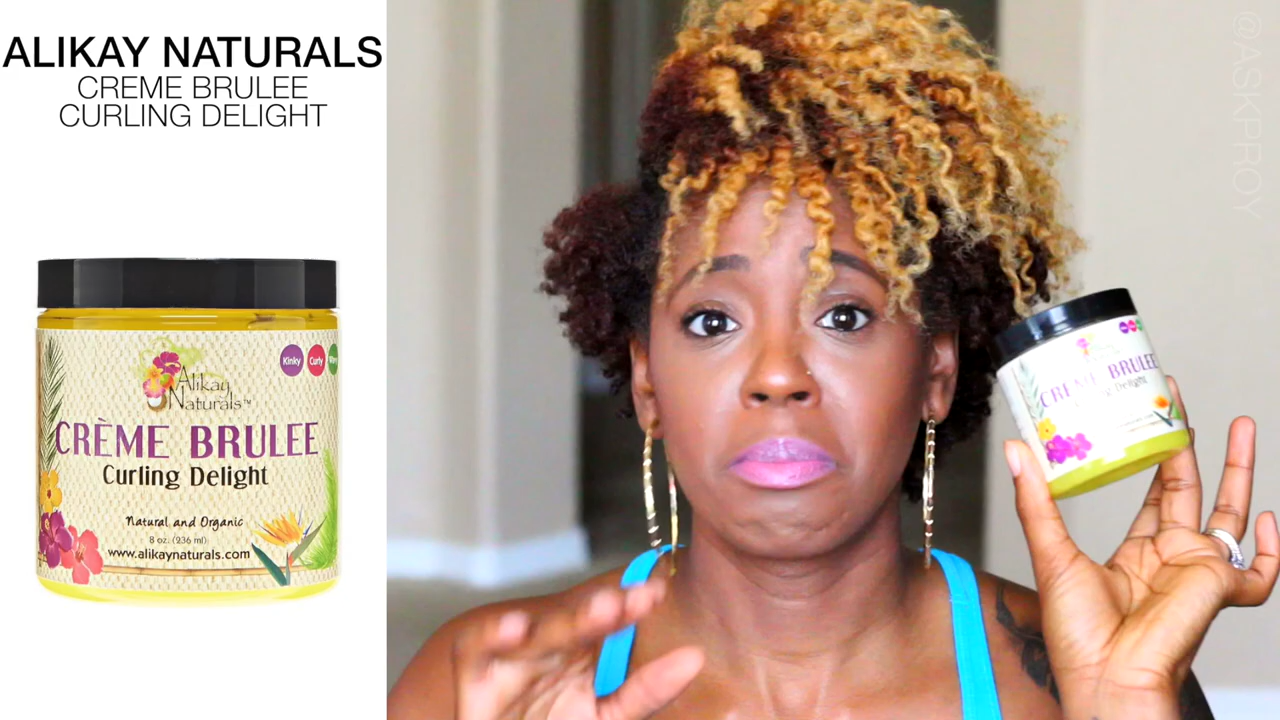 ALIKAY NATURALS
CREME BRULEE
CURLING DELIGHT
Kinky
Curly
Alikay
Naturals™
CRÈME BRULEE
Curling Delight
Natural and Organic
8 oz. (236 ml)
www.alikaynaturals.com
@ASKPROY
CREME BRULEE
Curling Delight